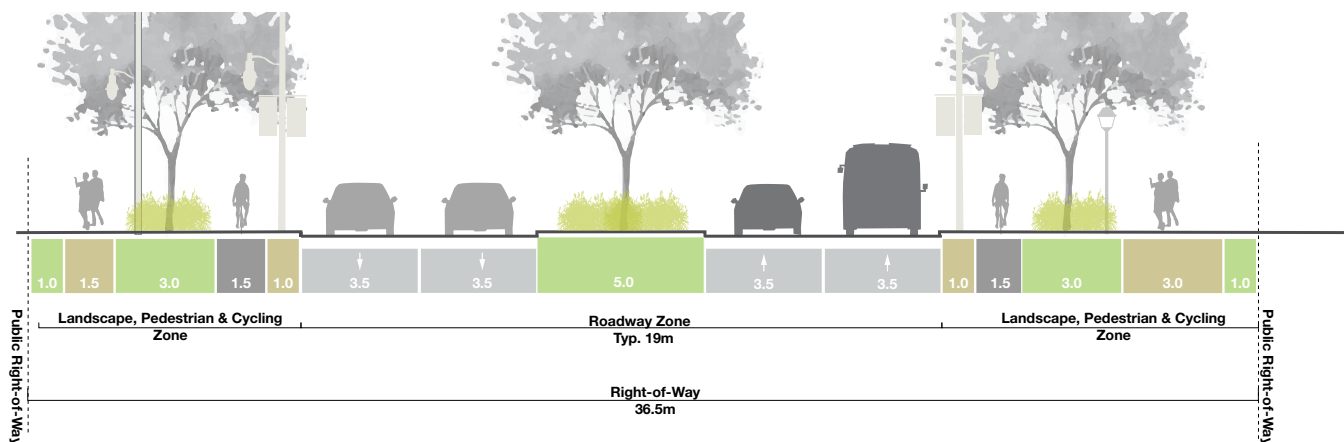 1.0 1.5 3.0 1.5 1.0 3.5 3.5 5.0 3.5 3.5 1.0 1.5 3.0 3.0 1.0
Landscape, Pedestrian & Cycling
Zone
Roadway Zone
Typ. 19m
Landscape, Pedestrian & Cycling
Zone
Public Right-of-Way
Public Right-of-Way
Right-of-Way
36.5m